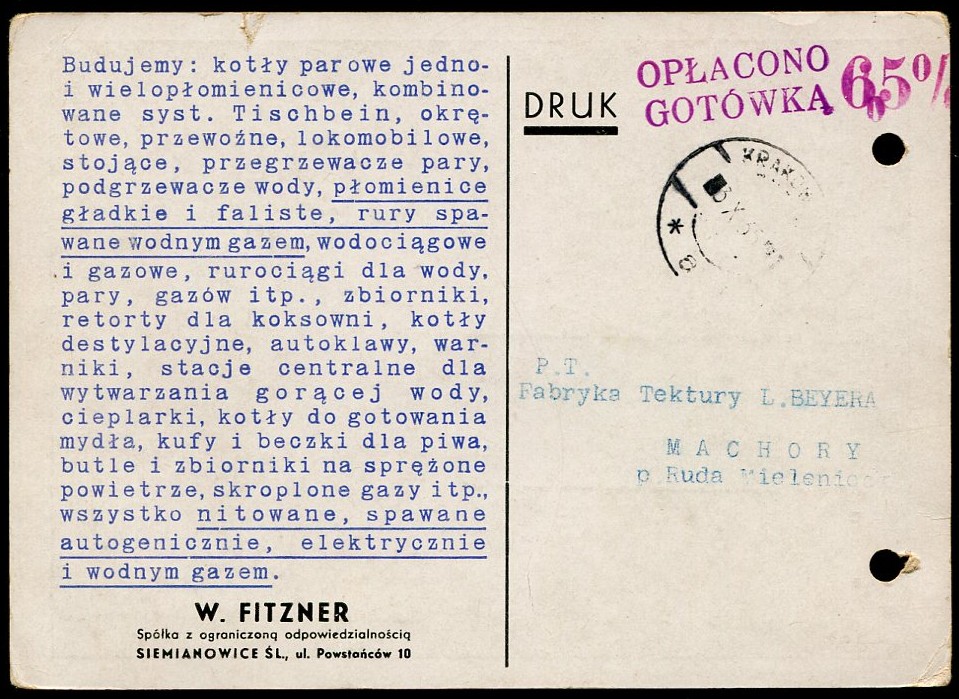 Budujemy: kotły parowe jedno-
i wielopłomienicowe, kombino-
wane syst. Tischbein, okrę-
towe, przewoźne, lokomobilowe,
stojące, przegrzewacze pary,
podgrzewacze wody, płomienice
gładkie i faliste, rury spa-
wane wodnym gazem, wodociągowe
i gazowe, rurociągi dla wody,
pary, gazów itp., zbiorniki,
retorty dla koksowni, kotły
destylacyjne, autoklawy, war-
niki, stacje centralne dla
wytwarzania gorącej wody,
cieplarki, kotły do gotowania
mydła, kufy i beczki dla piwa,
butle i zbiorniki na sprężone
powietrze, skroplone gazy itp.,
wszystko nitowane, spawane
autogenicznie, elektrycznie
i wodnym gazem.
W. FITZNER
Spółka z ograniczoną odpowiedzialnością
SIEMIANOWICE ŚL., ul. Powstańców 10
DRUK
OPŁACONO
GOTÓWKĄ
65%
KRAKÓW
P.T.
Fabryka Tektury L.BEYERA
MACHORY
p.Ruda